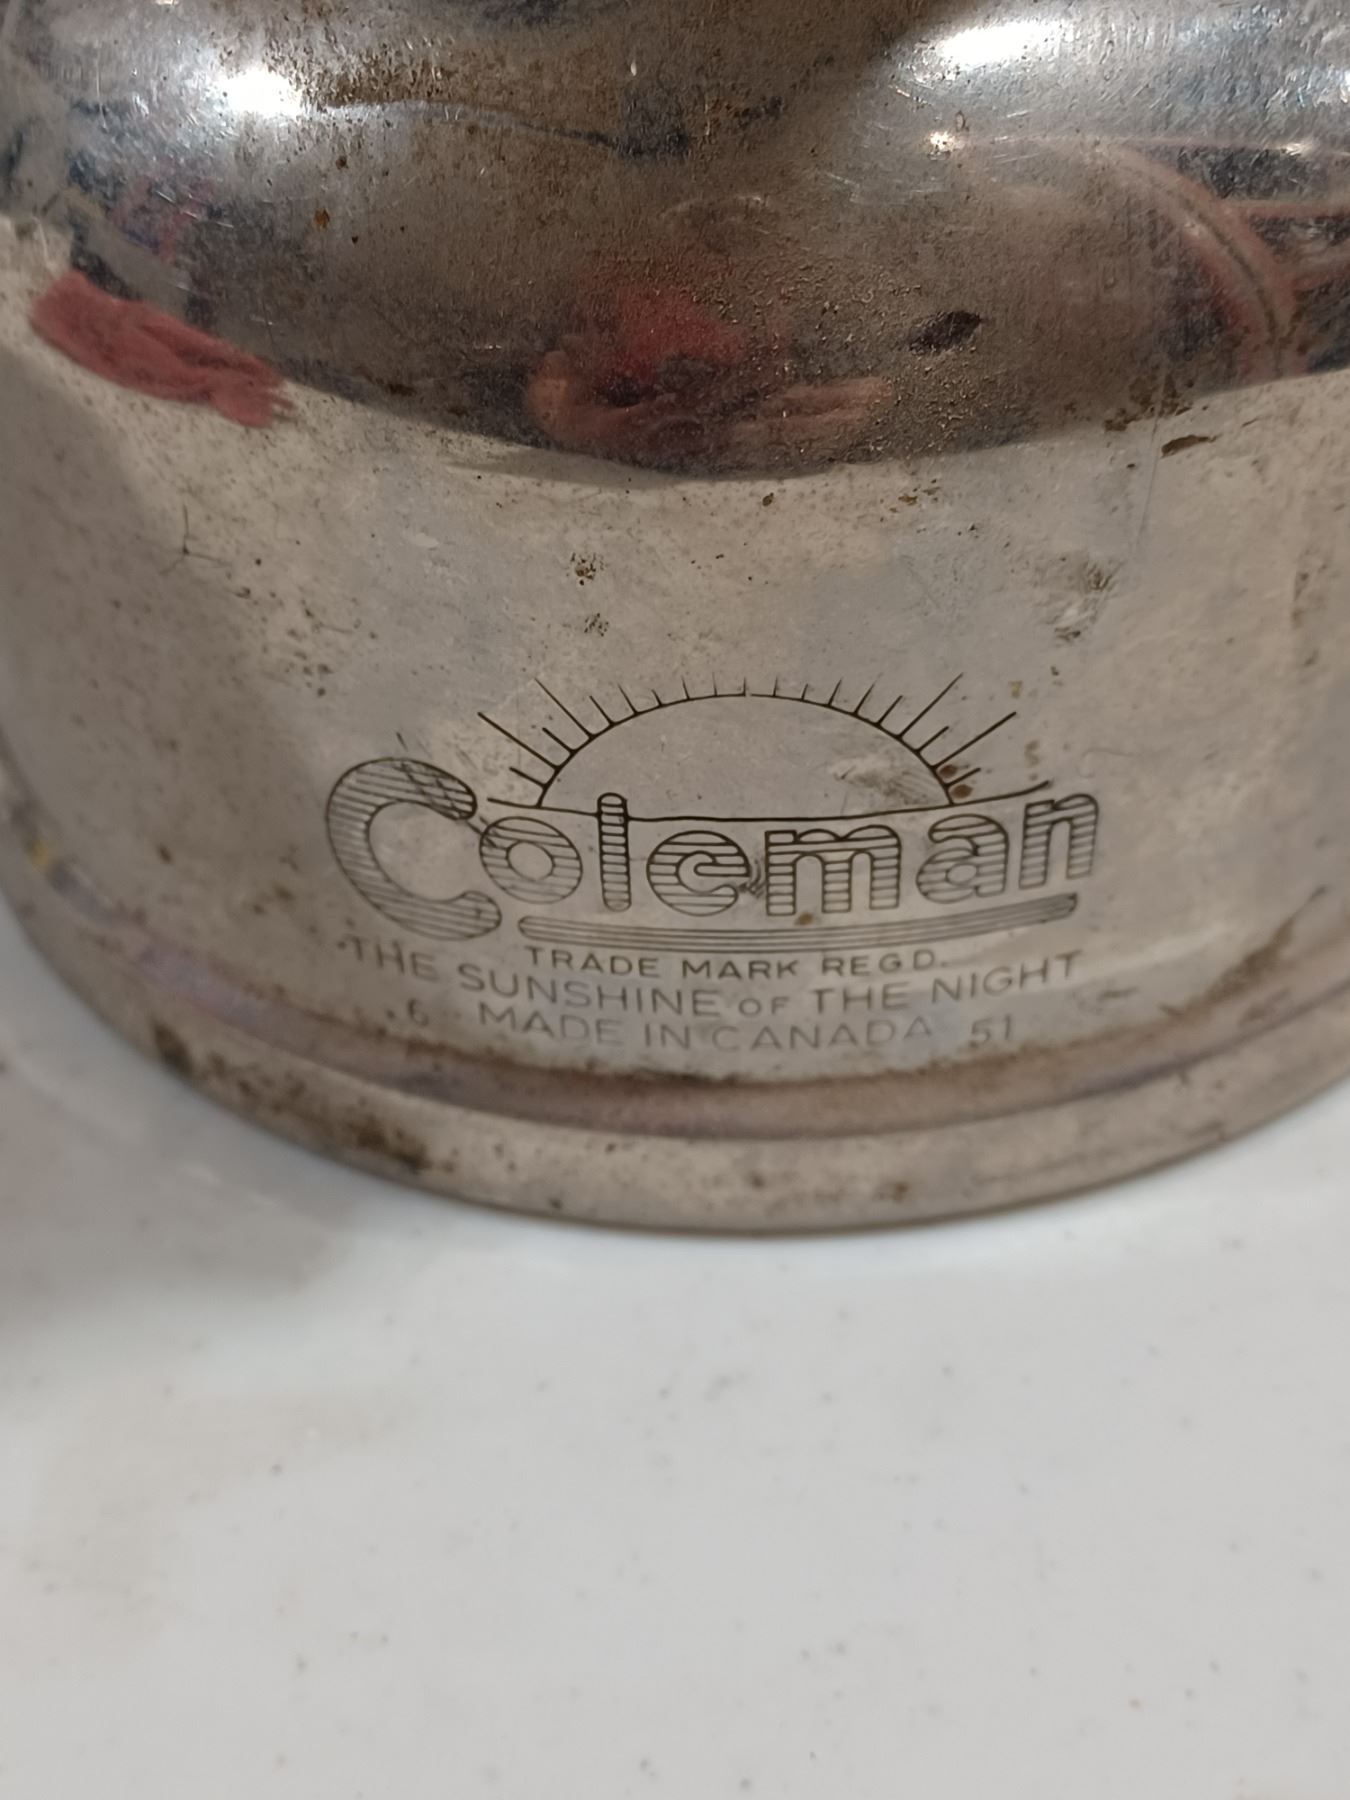 Coleman
TRADE MARK REGD.
THE SUNSHINE OF THE NIGHT
6 MADE IN CANADA 51